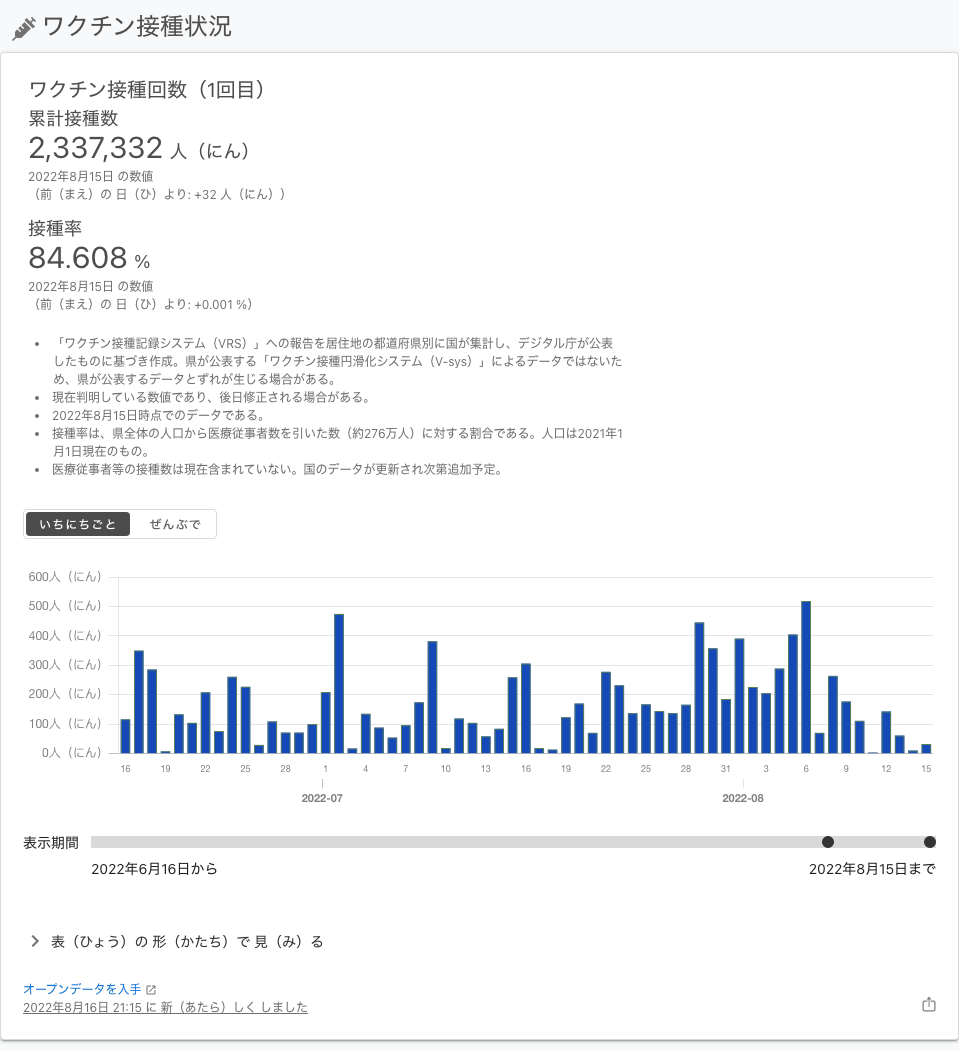 ワクチン接種状況
ワクチン接種回数（1回目）
累計接種数
2,337,332 人（にん）
2022年8月15日 の数値
（前（まえ）の 日（ひ）より: +32 人（にん））
接種率
84.608 %
2022年8月15日 の数値
（前（まえ）の 日（ひ）より: +0.001 %）
• 「ワクチン接種記録システム（VRS）」への報告を居住地の都道府県別に国が集計し、デジタル庁が公表
したものに基づき作成。県が公表する「ワクチン接種円滑化システム（V-sys）」によるデータではないた
め、県が公表するデータとずれが生じる場合がある。
• 現在判明している数値であり、後日修正される場合がある。
• 2022年8月15日時点でのデータである。
• 接種率は、県全体の人口から医療従事者数を引いた数（約276万人）に対する割合である。人口は2021年1
月1日現在のもの。
• 医療従事者等の接種数は現在含まれていない。国のデータが更新され次第追加予定。
いちにちごと ぜんぶで
600人（にん）
500人（にん）
400人（にん）
300人（にん）
200人（にん）
100人（にん）
0人（にん）
16 19 22 25 28 1 4 7 10 13 16 19 22 25 28 31 3 6 9 12 15
2022-07 2022-08
表示期間
2022年6月16日から 2022年8月15日まで
表（ひょう）の 形（かたち）で 見（み）る
オープンデータを入手
2022年8月16日 21:15 に 新（あたら）しく しました